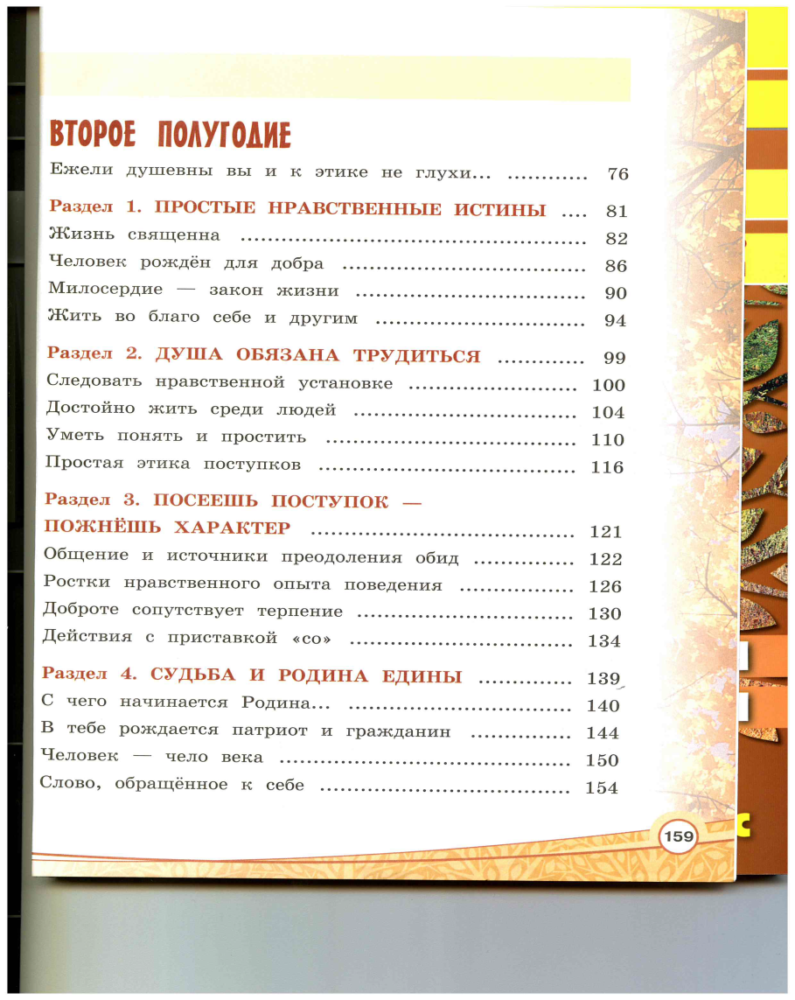 ВТОРОЕ ПОЛУГОДИЕ
Ежели душевны вы и к этике не глухи... ............ 76
Раздел 1. ПРОСТЫЕ НРАВСТВЕННЫЕ ИСТИНЫ .... 81
Жизнь священна .................................................... 82
Человек рождён для добра ..................................... 86
Милосердие — закон жизни ................................... 90
Жить во благо себе и другим ................................ 94
Раздел 2. ДУША ОБЯЗАНА ТРУДИТЬСЯ ............. 99
Следовать нравственной установке ......................... 100
Достойно жить среди людей .................................. 104
Уметь понять и простить ...................................... 110
Простая этика поступков ....................................... 116
Раздел 3. ПОСЕЕШЬ ПОСТУПОК —
ПОЖНЁШЬ ХАРАКТЕР ........................................ 121
Общение и источники преодоления обид ............... 122
Ростки нравственного опыта поведения ................. 126
Доброте сопутствует терпение ................................ 130
Действия с приставкой «со» .................................. 134
Раздел 4. СУДЬБА И РОДИНА ЕДИНЫ .............. 139
С чего начинается Родина... .................................. 140
В тебе рождается патриот и гражданин ............... 144
Человек — чело века ............................................ 150
Слово, обращённое к себе ...................................... 154
159